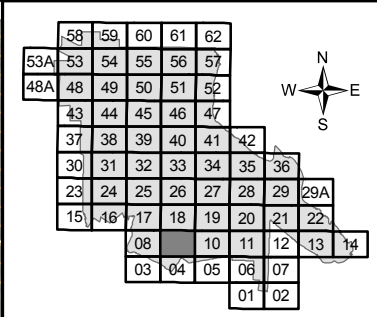 58 59 60 61 62
53A 53 54 55 56 57 N
48A 48 49 50 51 52 W E
43 44 45 46 47 S
37 38 39 40 41 42
30 31 32 33 34 35 36
23 24 25 26 27 28 29 29A
15 16 17 18 19 20 21 22
08 10 11 12 13 14
03 04 05 06 07
01 02